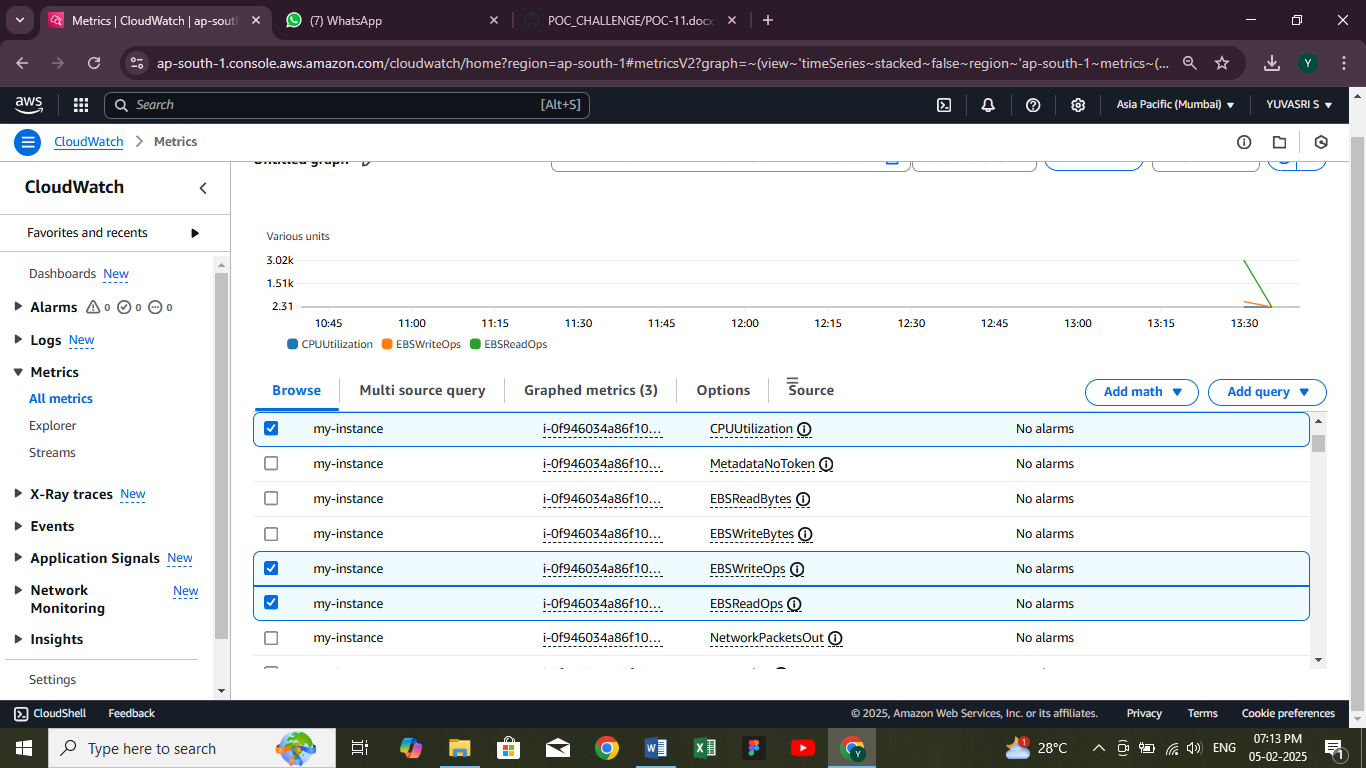 Metrics | CloudWatch | ap-sout
(7) WhatsApp
POC_CHALLENGE/POC-11.docx
ap-south-1.console.aws.amazon.com/cloudwatch/home?region=ap-south-1#metricsV2?graph=~(view~'timeSeries~stacked~false~region~'ap-south-1~metrics~(...
Y
aws
Search
[Alt+S]
Asia Pacific (Mumbai)
YUVASRI S
CloudWatch
Metrics
CloudWatch
Favorites and recents
Dashboards New
Alarms 0 0 0
Logs New
Metrics
All metrics
Explorer
Streams
X-Ray traces New
Events
Application Signals New
Network Monitoring New
Insights
Settings
Untitled graph
Various units
3.02k
1.51k
2.31
10:45 11:00 11:15 11:30 11:45 12:00 12:15 12:30 12:45 13:00 13:15 13:30
CPUUtilization EBSWriteOps EBSReadOps
Browse
Multi source query
Graphed metrics (3)
Options
Source
Add math
Add query
my-instance i-0f946034a86f10... CPUUtilization No alarms
my-instance i-0f946034a86f10... MetadataNoToken No alarms
my-instance i-0f946034a86f10... EBSReadBytes No alarms
my-instance i-0f946034a86f10... EBSWriteBytes No alarms
my-instance i-0f946034a86f10... EBSWriteOps No alarms
my-instance i-0f946034a86f10... EBSReadOps No alarms
my-instance i-0f946034a86f10... NetworkPacketsOut No alarms
CloudShell Feedback
© 2025, Amazon Web Services, Inc. or its affiliates. Privacy Terms Cookie preferences
Type here to search
1
28°C
ENG
07:13 PM
05-02-2025
1